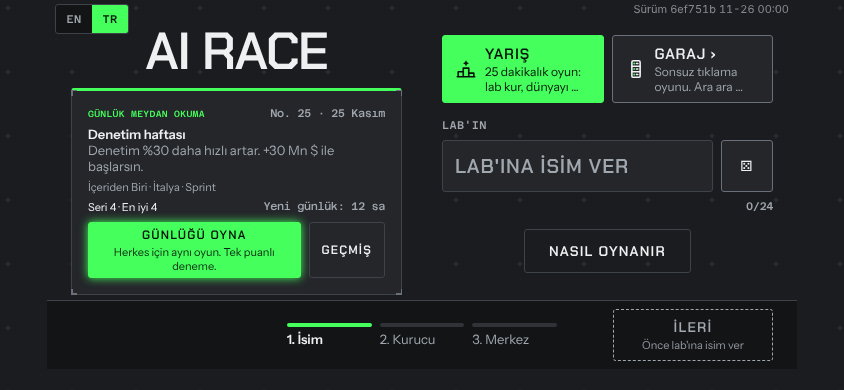 EN TR
Sürüm 6ef751b 11-26 00:00
AI RACE
GÜNLÜK MEYDAN OKUMA
No. 25 · 25 Kasım
Denetim haftası
Denetim %30 daha hızlı artar. +30 Mn $ ile
başlarsın.
İçeriden Biri · İtalya · Sprint
Seri 4 · En iyi 4
Yeni günlük: 12 sa
GÜNLÜĞÜ OYNA
Herkes için aynı oyun. Tek puanlı
deneme.
GEÇMİŞ
YARIŞ
25 dakikalık oyun:
lab kur, dünyayı ...
GARAJ ›
Sonsuz tıklama
oyunu. Ara ara ...
LAB'IN
LAB'INA İSİM VER
0/24
NASIL OYNANIR
1. İsim
2. Kurucu
3. Merkez
İLERİ
Önce lab'ına isim ver